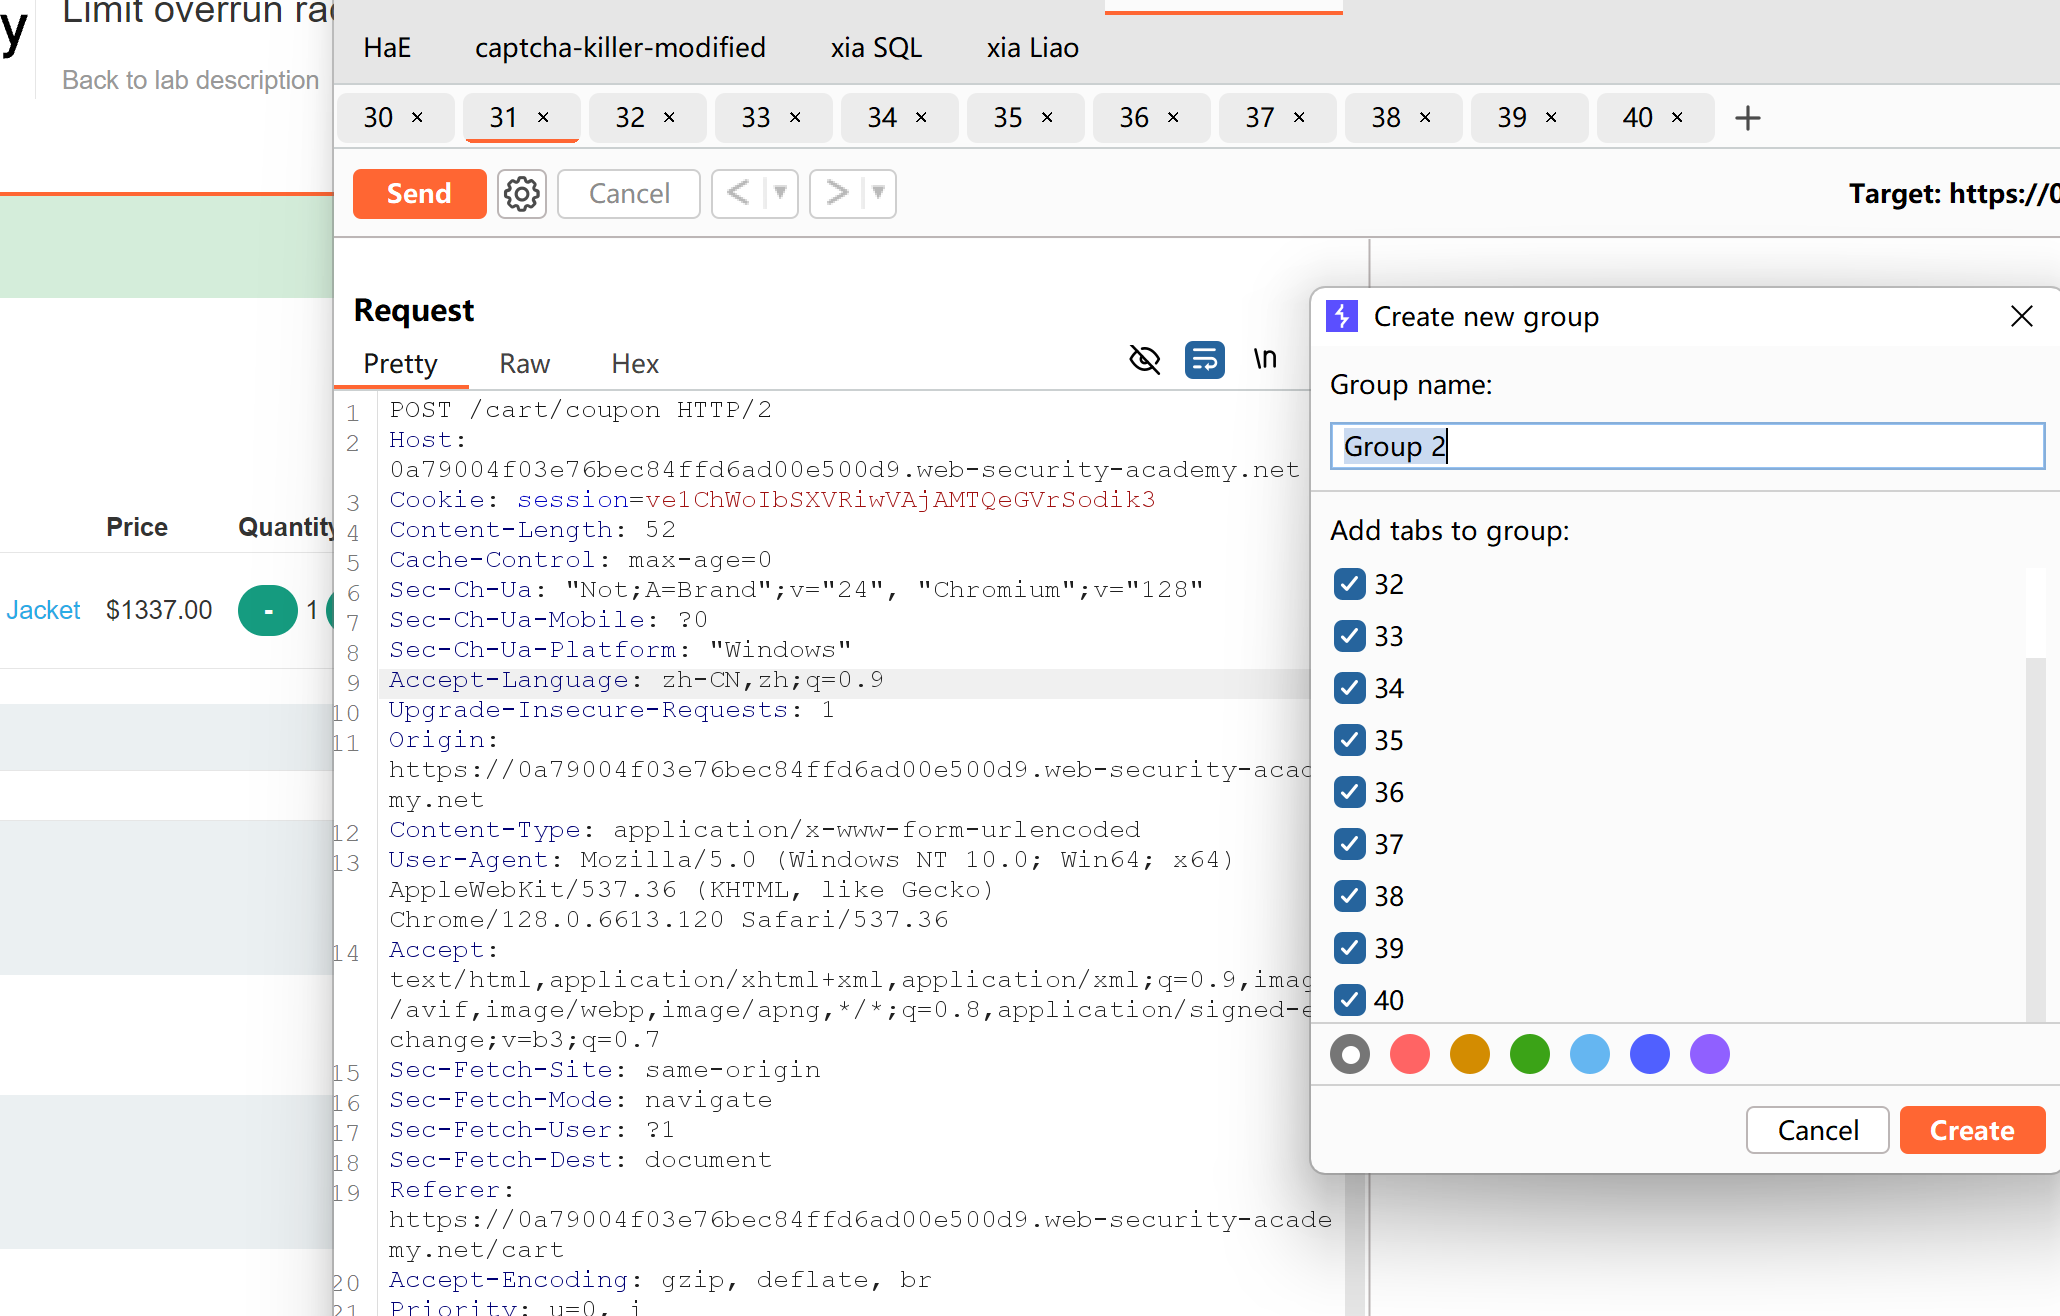 y
Limit overrun ra
Back to lab description
Price Quantity
Jacket $1337.00 - 1
HaE captcha-killer-modified xia SQL xia Liao
30 × 31 × 32 × 33 × 34 × 35 × 36 × 37 × 38 × 39 × 40 × +
Send Cancel < ▼ > ▼ Target: https://0
Request
Pretty Raw Hex \n
1 POST /cart/coupon HTTP/2
2 Host:
0a79004f03e76bec84ffd6ad00e500d9.web-security-academy.net
3 Cookie: session=ve1ChWoIbSXVRiwVAjAMTQeGVrSodik3
4 Content-Length: 52
5 Cache-Control: max-age=0
6 Sec-Ch-Ua: "Not;A=Brand";v="24", "Chromium";v="128"
7 Sec-Ch-Ua-Mobile: ?0
8 Sec-Ch-Ua-Platform: "Windows"
9 Accept-Language: zh-CN,zh;q=0.9
10 Upgrade-Insecure-Requests: 1
11 Origin:
https://0a79004f03e76bec84ffd6ad00e500d9.web-security-acad
my.net
12 Content-Type: application/x-www-form-urlencoded
13 User-Agent: Mozilla/5.0 (Windows NT 10.0; Win64; x64)
AppleWebKit/537.36 (KHTML, like Gecko)
Chrome/128.0.6613.120 Safari/537.36
14 Accept:
text/html,application/xhtml+xml,application/xml;q=0.9,imag
/avif,image/webp,image/apng,*/*;q=0.8,application/signed-e
change;v=b3;q=0.7
15 Sec-Fetch-Site: same-origin
16 Sec-Fetch-Mode: navigate
17 Sec-Fetch-User: ?1
18 Sec-Fetch-Dest: document
19 Referer:
https://0a79004f03e76bec84ffd6ad00e500d9.web-security-acade
my.net/cart
20 Accept-Encoding: gzip, deflate, br
21 Priority: u=0, i
Create new group
Group name:
Group 2
Add tabs to group:
32
33
34
35
36
37
38
39
40
Cancel Create